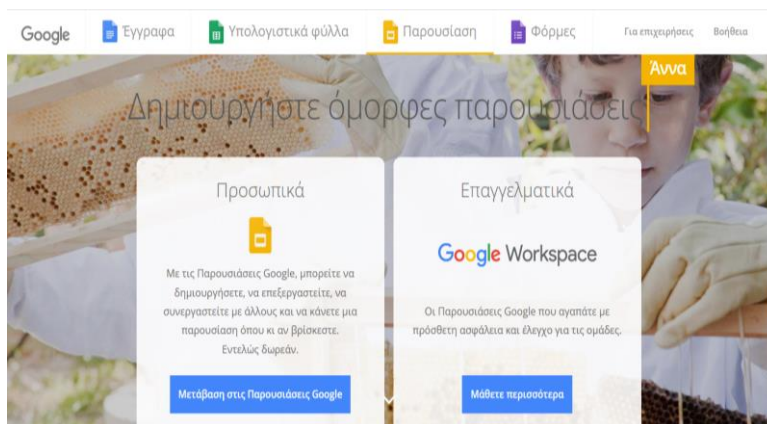 Google Έγγραφα Υπολογιστικά φύλλα Παρουσίαση Φόρμες Για επιχειρήσεις Βοήθεια
Άννα
Δημιουργήστε όμορφες παρουσιάσεις
Προσωπικά
Με τις Παρουσιάσεις Google, μπορείτε να
δημιουργήσετε, να επεξεργαστείτε, να
συνεργαστείτε με άλλους και να κάνετε μια
παρουσίαση όπου κι αν βρίσκεστε.
Εντελώς δωρεάν.
Μετάβαση στις Παρουσιάσεις Google
Επαγγελματικά
Google Workspace
Οι Παρουσιάσεις Google που αγαπάτε με
πρόσθετη ασφάλεια και έλεγχο για τις ομάδες.
Μάθετε περισσότερα